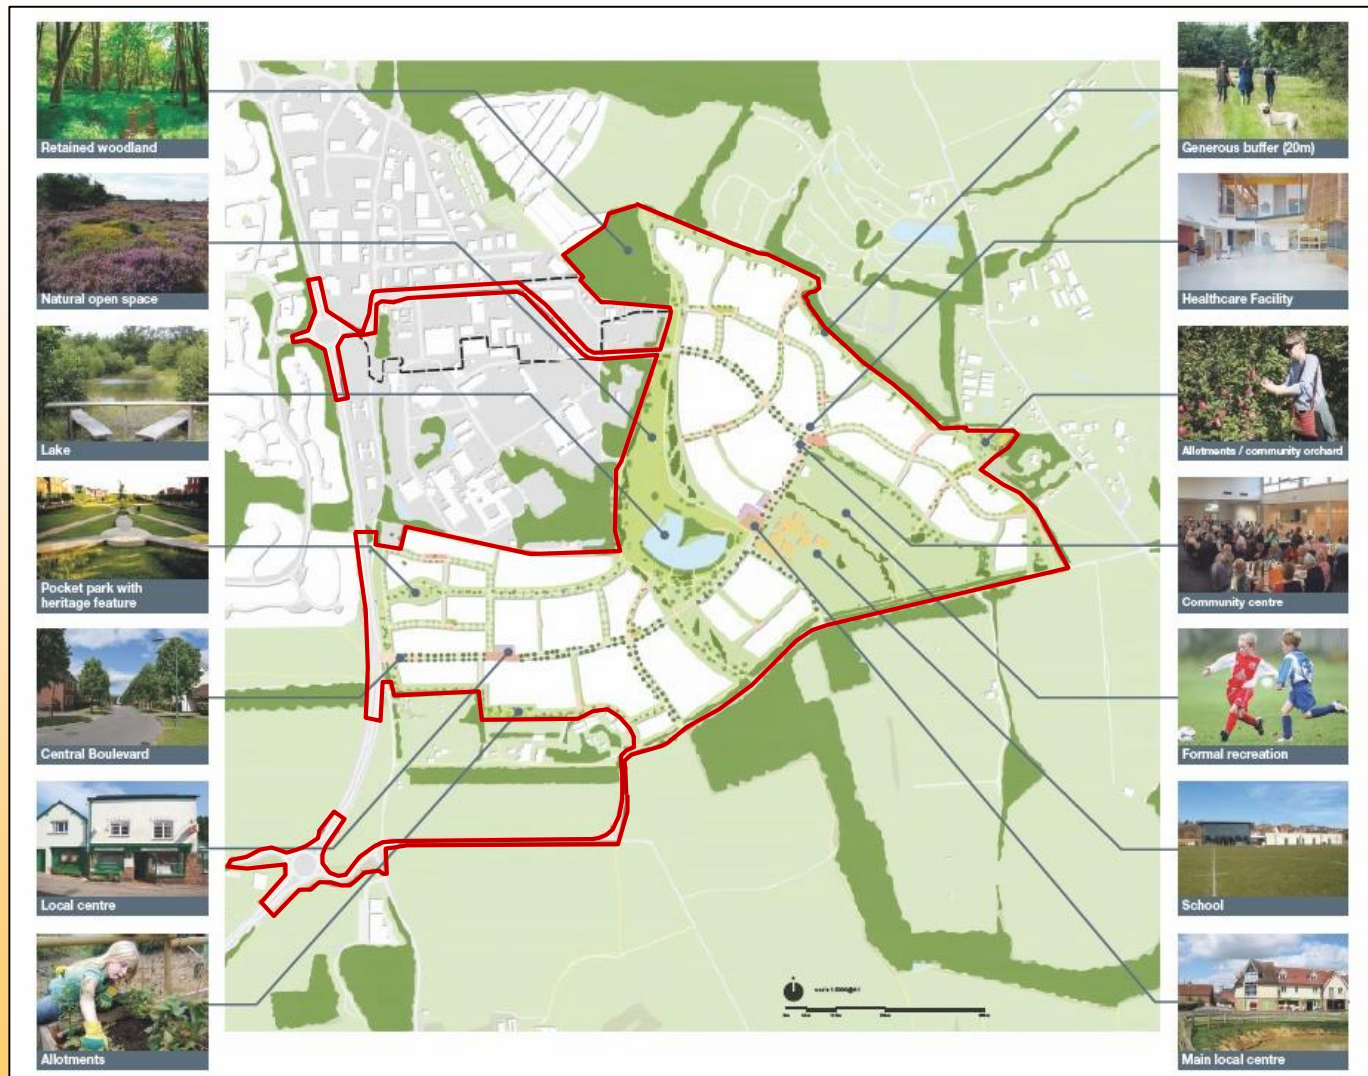 Retained woodland
Natural open space
Lake
Pocket park with
heritage feature
Central Boulevard
Local centre
Allotments
Generous buffer (20m)
Healthcare Facility
Allotments / community orchard
Community centre
Formal recreation
School
Main local centre